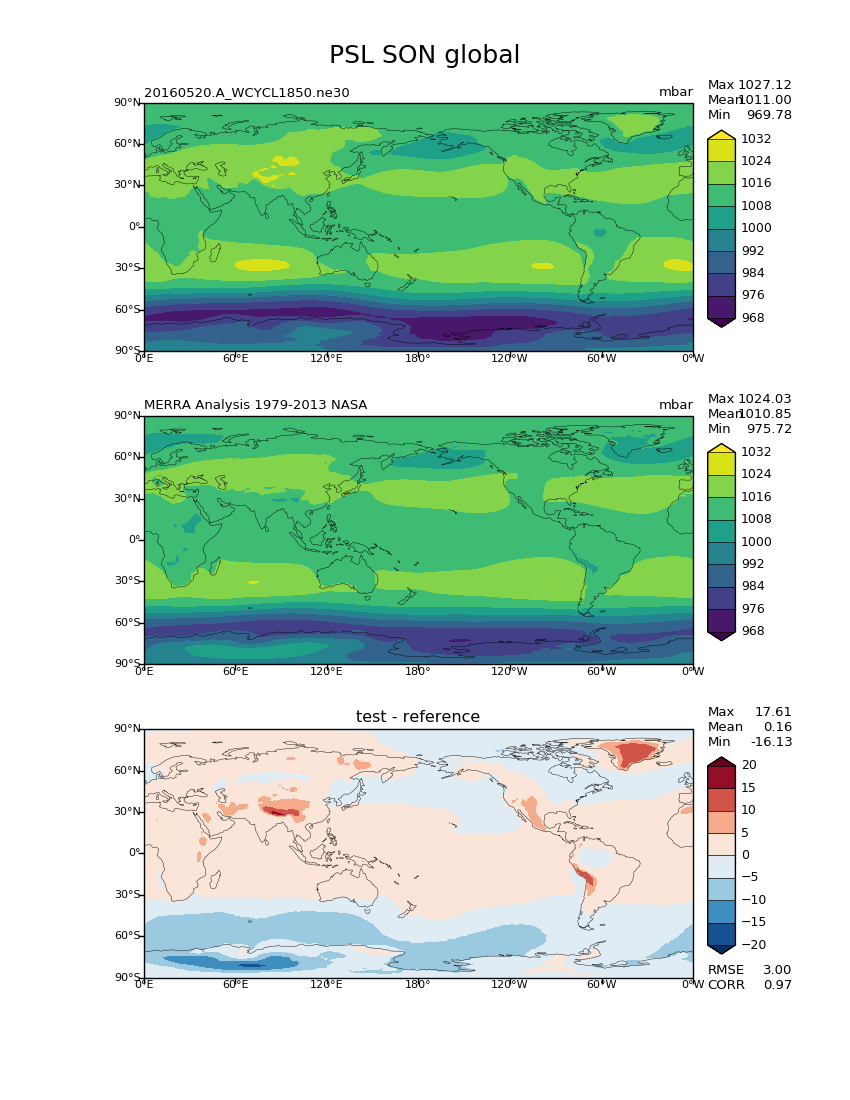 PSL SON global
20160520.A_WCYCL1850.ne30
mbar
Max 1027.12
Mean 1011.00
Min 969.78
90°N
60°N
30°N
0°
30°S
60°S
90°S
0°E 60°E 120°E 180° 120°W 60°W 0°W
1032
1024
1016
1008
1000
992
984
976
968
MERRA Analysis 1979-2013 NASA
mbar
Max 1024.03
Mean 1010.85
Min 975.72
90°N
60°N
30°N
0°
30°S
60°S
90°S
0°E 60°E 120°E 180° 120°W 60°W 0°W
1032
1024
1016
1008
1000
992
984
976
968
test - reference
Max 17.61
Mean 0.16
Min -16.13
90°N
60°N
30°N
0°
30°S
60°S
90°S
0°E 60°E 120°E 180° 120°W 60°W 0°W
20
15
10
5
0
−5
−10
−15
−20
RMSE 3.00
CORR 0.97